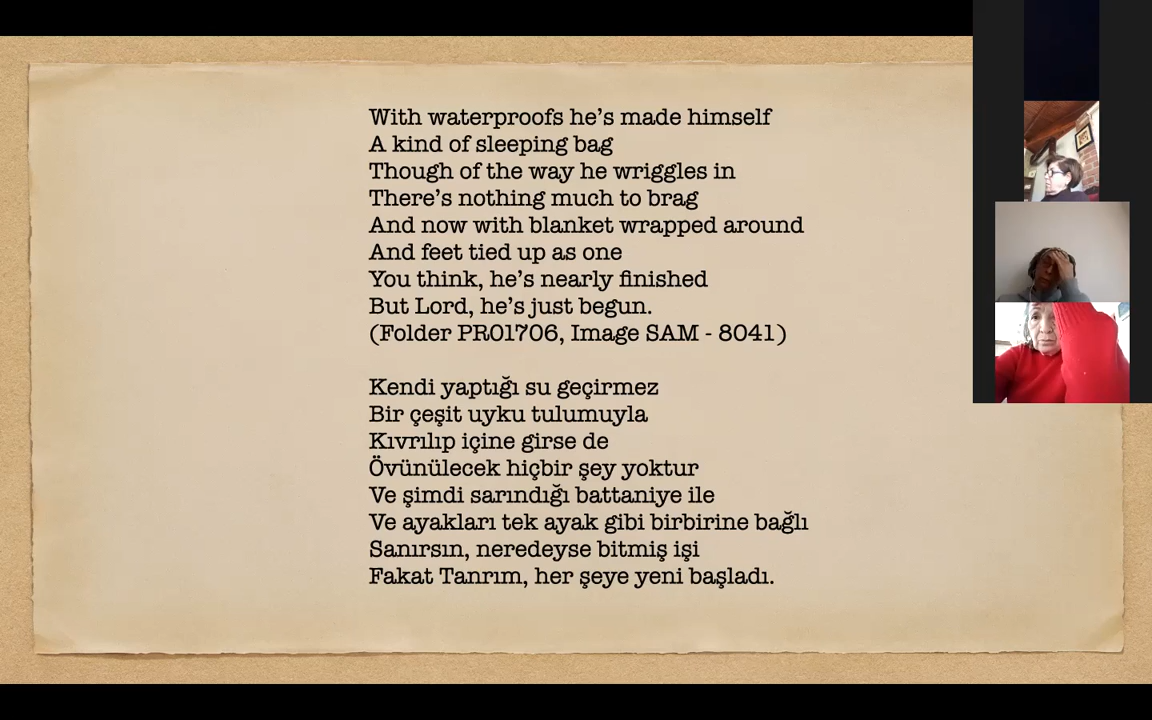 With waterproofs he's made himself
A kind of sleeping bag
Though of the way he wriggles in
There's nothing much to brag
And now with blanket wrapped around
And feet tied up as one
You think, he's nearly finished
But Lord, he's just begun.
(Folder PR01706, Image SAM - 8041)
Kendi yaptığı su geçirmez
Bir çeşit uyku tulumuyla
Kıvrılıp içine girse de
Övünülecek hiçbir şey yoktur
Ve şimdi sarındığı battaniye ile
Ve ayakları tek ayak gibi birbirine bağlı
Sanırsın, neredeyse bitmiş işi
Fakat Tanrım, her şeye yeni başladı.